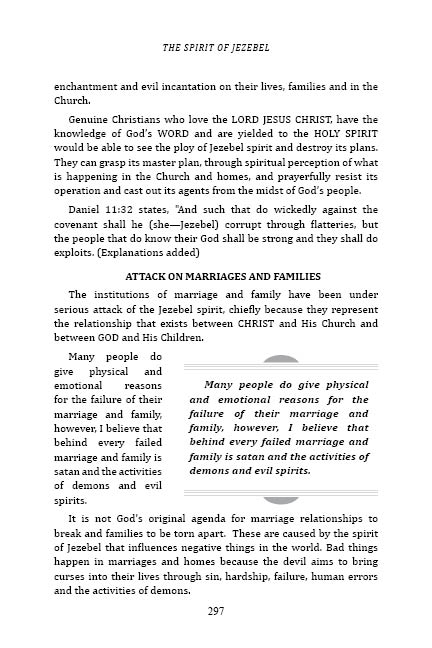 THE SPIRIT OF JEZEBEL
enchantment and evil incantation on their lives, families and in the
Church.
Genuine Christians who love the LORD JESUS CHRIST, have the
knowledge of God's WORD and are yielded to the HOLY SPIRIT
would be able to see the ploy of Jezebel spirit and destroy its plans.
They can grasp its master plan, through spiritual perception of what
is happening in the Church and homes, and prayerfully resist its
operation and cast out its agents from the midst of God's people.
Daniel 11:32 states, "And such that do wickedly against the
covenant shall he (she—Jezebel) corrupt through flatteries, but
the people that do know their God shall be strong and they shall do
exploits. (Explanations added)
ATTACK ON MARRIAGES AND FAMILIES
The institutions of marriage and family have been under
serious attack of the Jezebel spirit, chiefly because they represent
the relationship that exists between CHRIST and His Church and
between GOD and His Children.
Many people do
give physical and
emotional reasons
for the failure of their
marriage and family,
however, I believe that
behind every failed
marriage and family is
satan and the activities
of demons and evil
spirits.
Many people do give physical
and emotional reasons for the
failure of their marriage and
family, however, I believe that
behind every failed marriage and
family is satan and the activities of
demons and evil spirits.
It is not God's original agenda for marriage relationships to
break and families to be torn apart. These are caused by the spirit
of Jezebel that influences negative things in the world. Bad things
happen in marriages and homes because the devil aims to bring
curses into their lives through sin, hardship, failure, human errors
and the activities of demons.
297